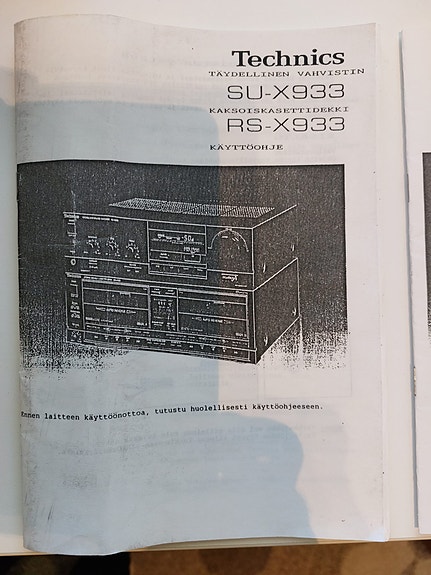 Technics
TÄYDELLINEN VAHVISTIN
SU-X933
KAKSOISKASETTIDEKKI
RS-X933
KÄYTTÖOHJE
Ennen laitteen käyttöönottoa, tutustu huolellisesti käyttöohjeeseen.